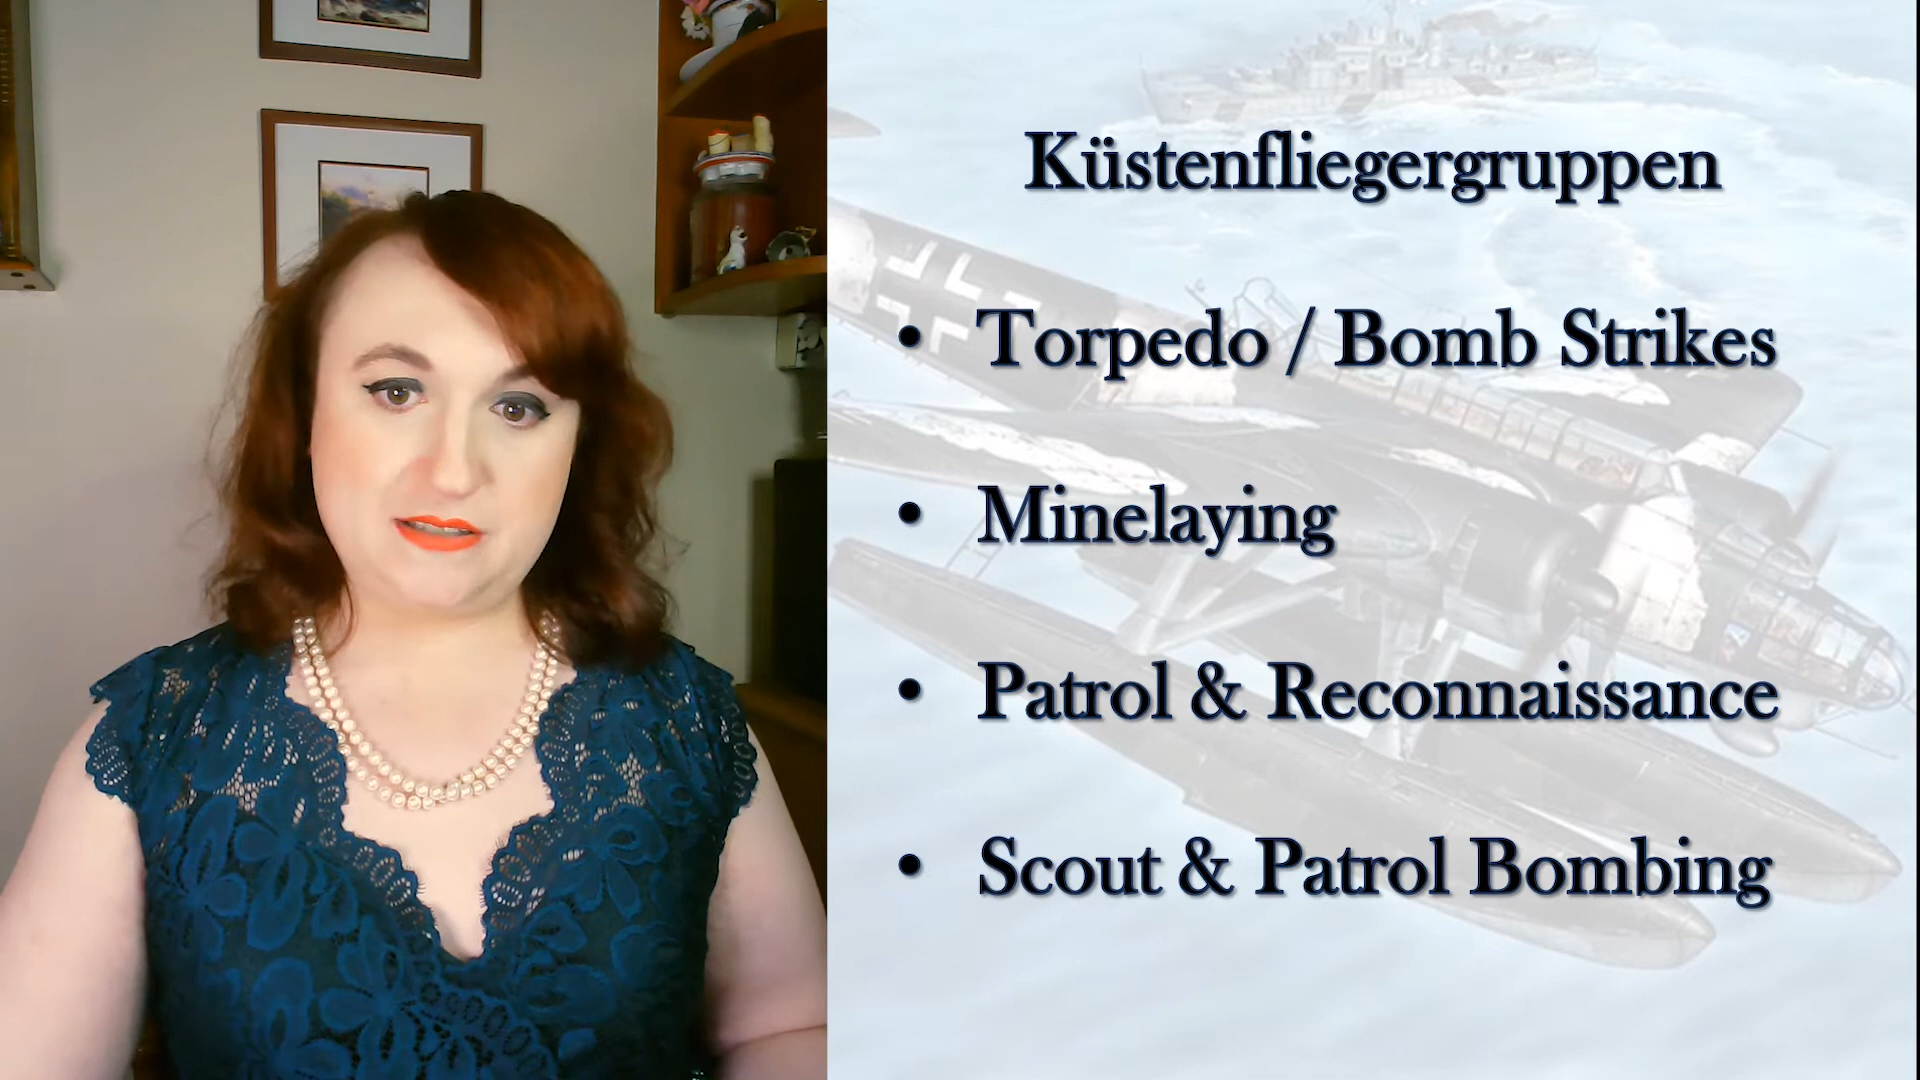 Küstenfliegergruppen
• Torpedo / Bomb Strikes
• Minelaying
• Patrol & Reconnaissance
• Scout & Patrol Bombing